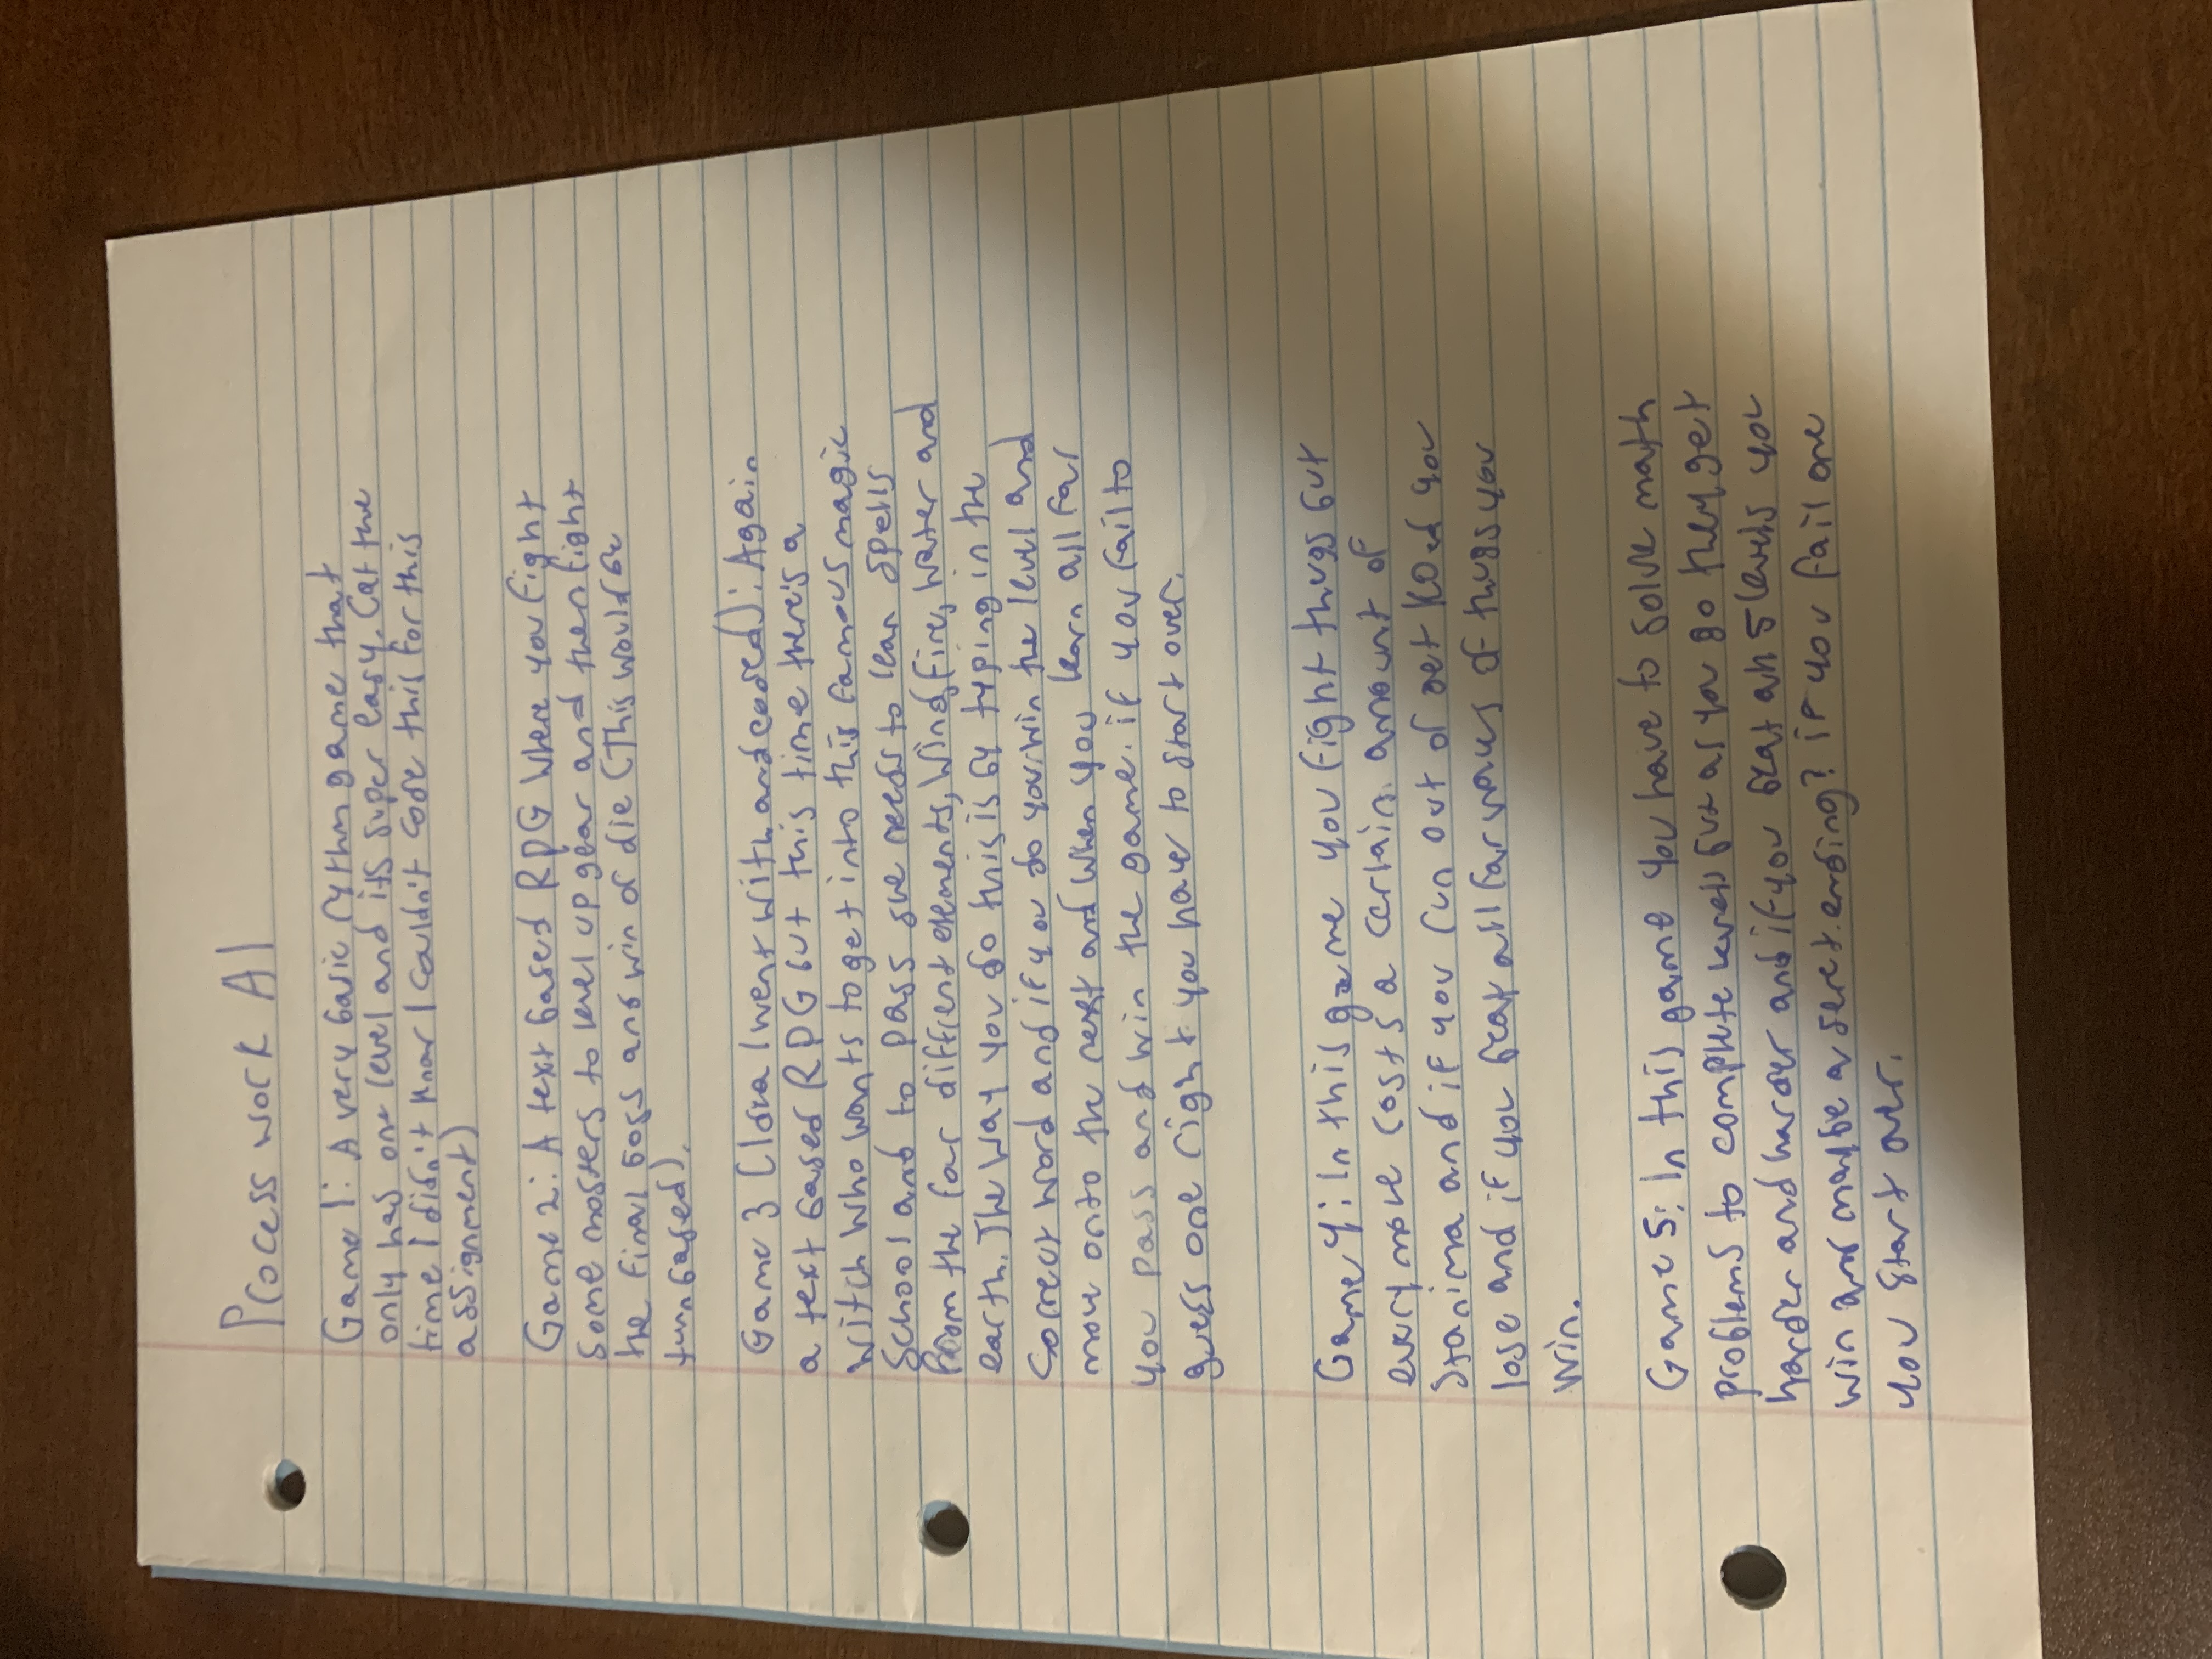 Process work A1
Game 1: A very basic rythm game that
only has one level and its super easy. (at the
time I didn't know I couldn't code this for this
assignment)
Game 2: A text based RPG where you fight
some mosters to level up gear and then fight
the final boss and win or die (This would be
turn based).
Game 3 (Idea I went with and coded): Again
a text based RPG but this time there's a
witch who wants to get into this famous magic
school and to pass she needs to lean spells
from the four diffrent elements, Wind, fire, water and
earth. The way you do this is by typing in the
correct word and if you do you win the level and
move onto the next and when you learn all four
you pass and win the game. if you fail to
guess one right you have to start over.
Game 4: In this game you fight thugs but
every move costs a certain amount of
stanima and if you run out or get KOed you
lose and if you beat all four waves of thugs you
win.
Game 5: In this game you have to solve math
problems to complete levels but as you go they get
harder and harder and if you beat all 5 levels you
win and maybe a seret ending? if you fail one
you start over.